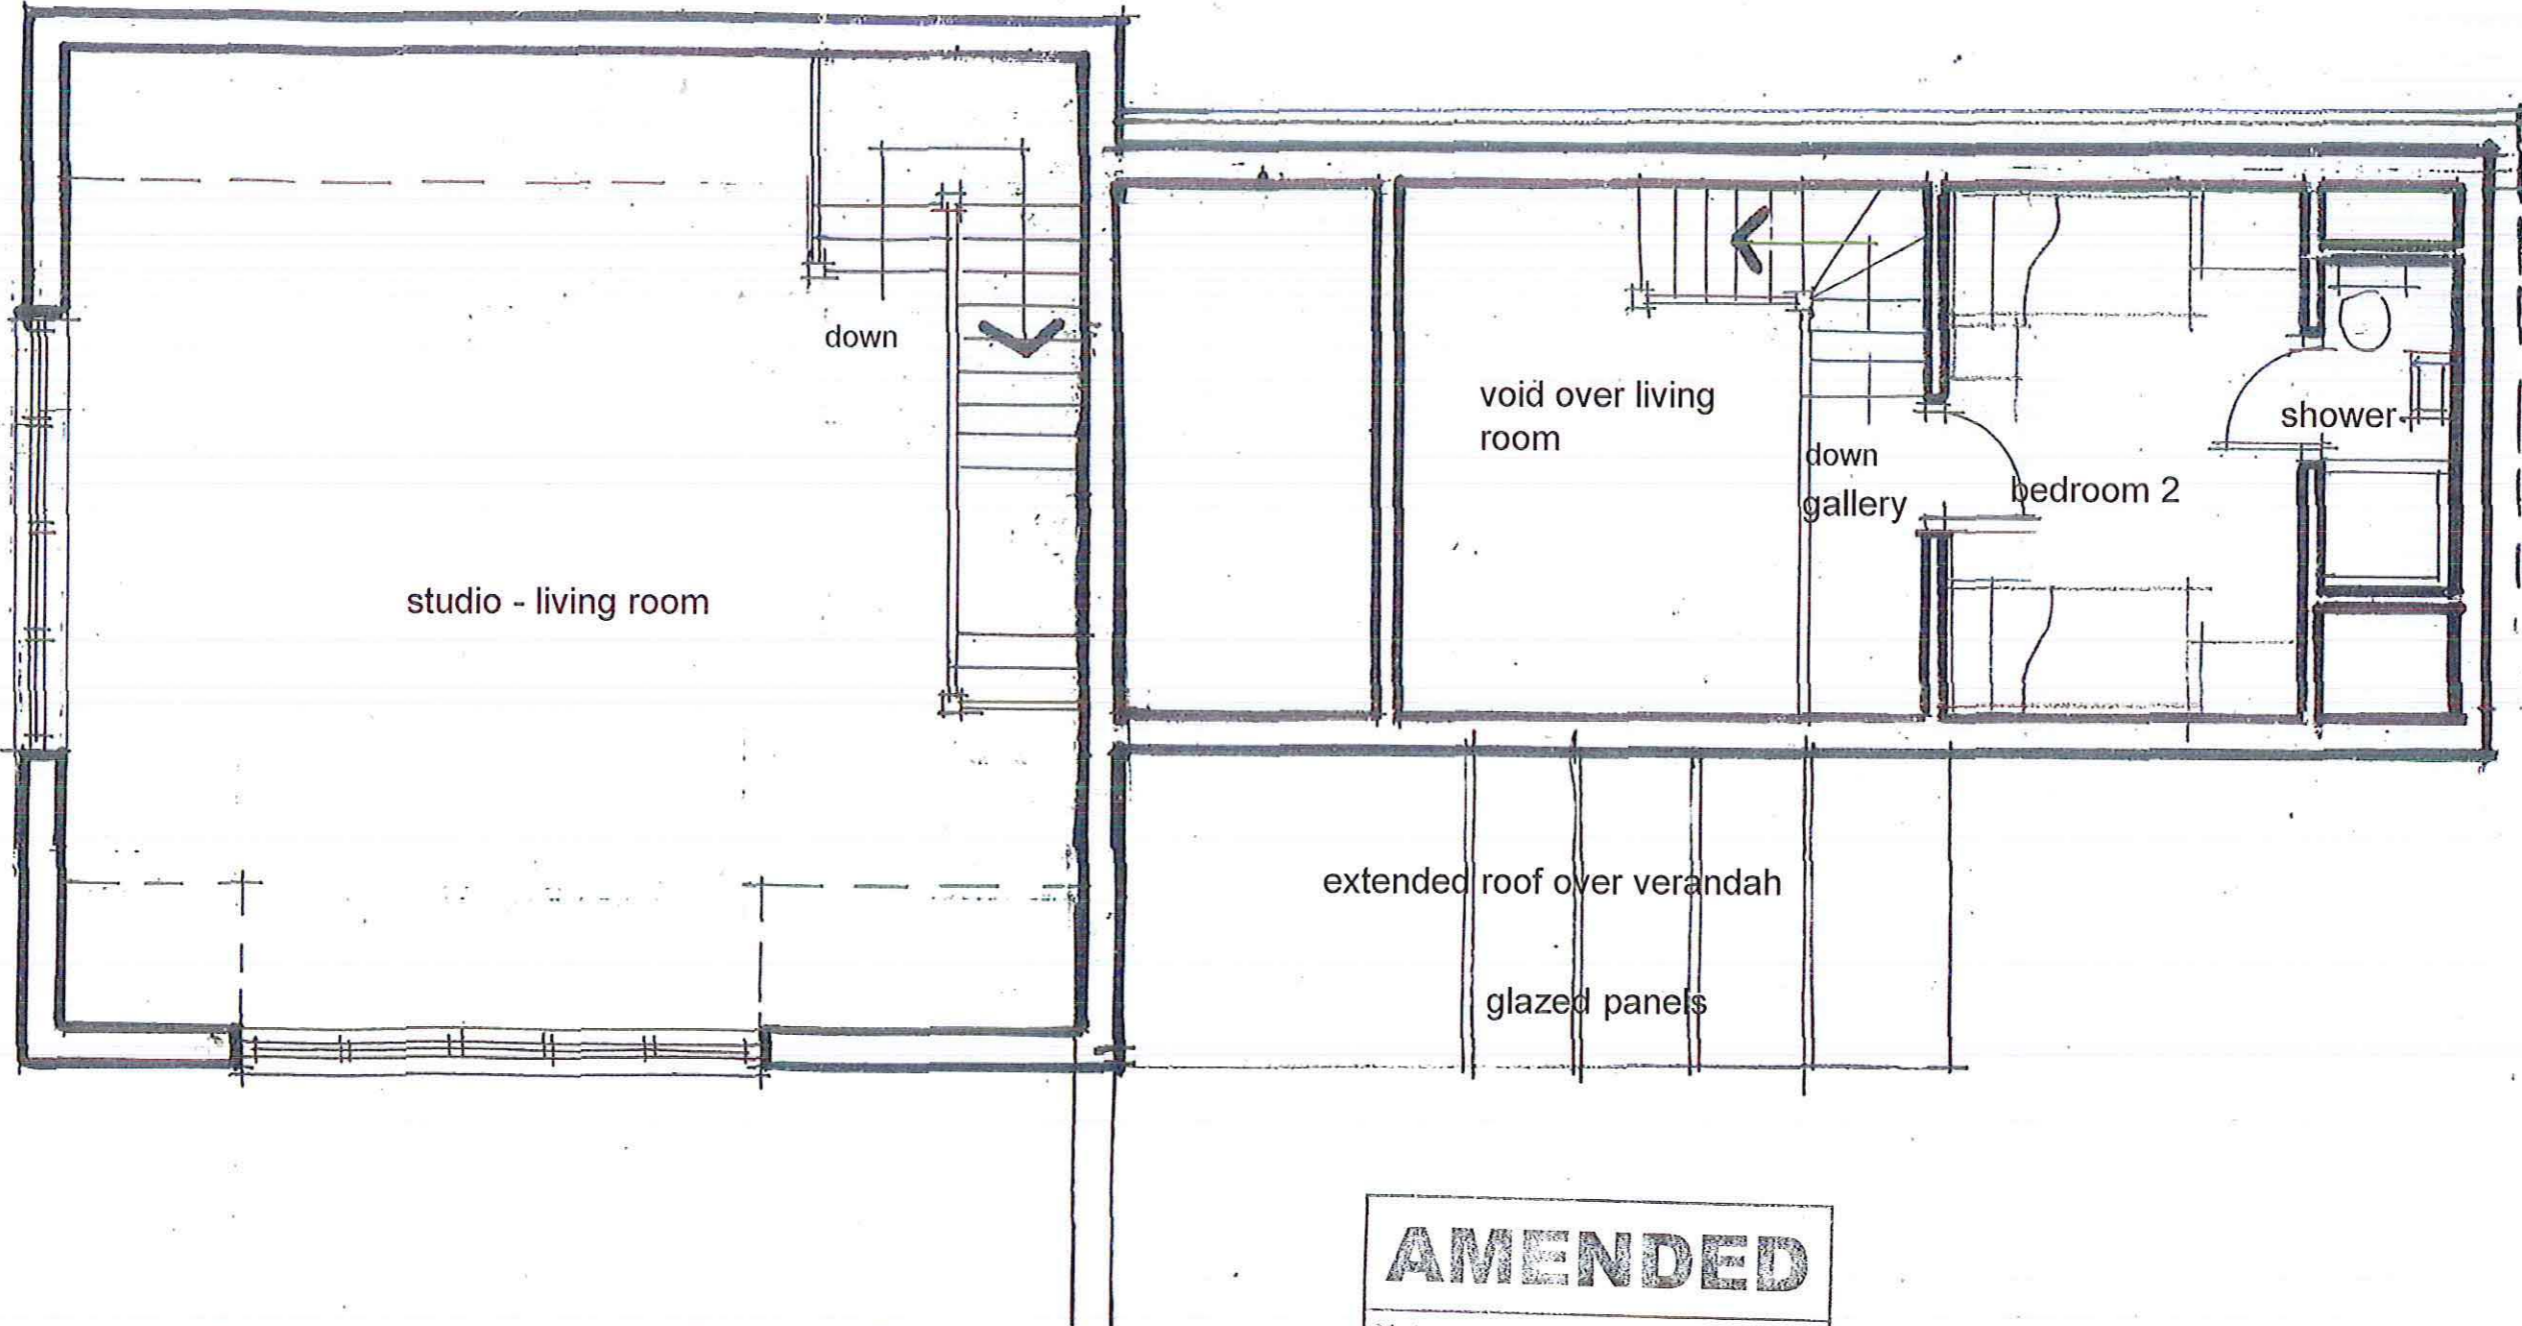 down
void over living
room
shower
down
gallery
bedroom 2
studio - living room
extended roof over verandah
glazed panels
AMENDED